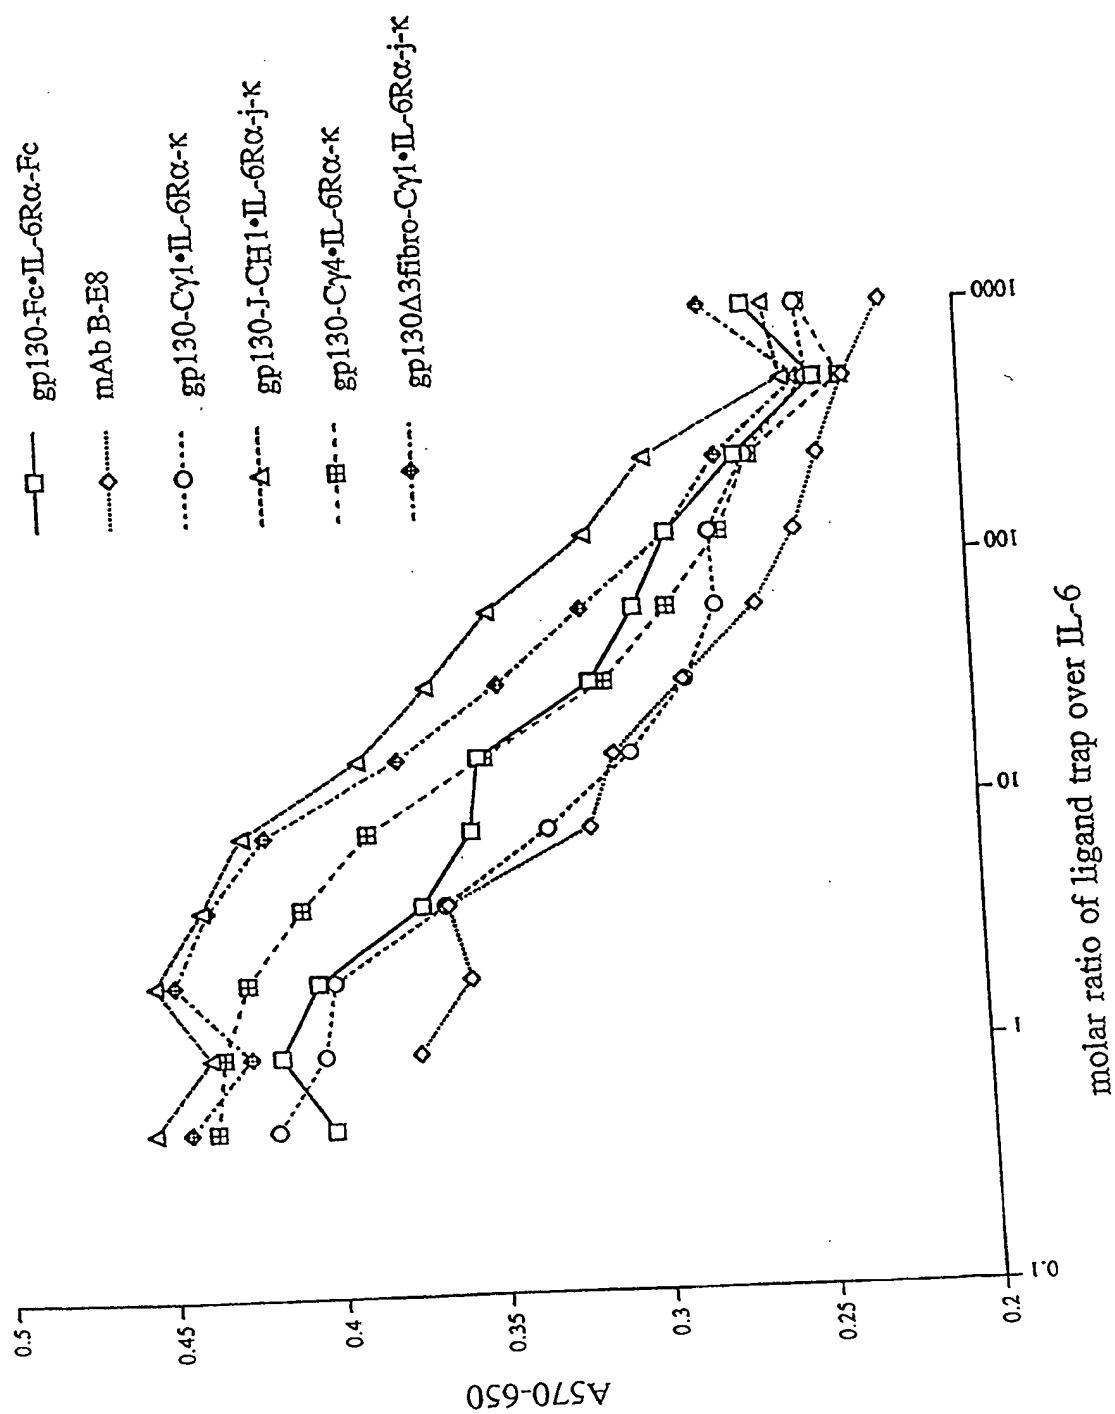 gp130-Fc•IL-6Rα-Fc
mAb B-E8
gp130-Cγ1•IL-6Rα-κ
gp130-J-CH1•IL-6Rα-j-κ
gp130-Cγ4•IL-6Rα-κ
gp130Δ3fibro-Cγ1•IL-6Rα-j-κ
A570-650
0.5
0.45
0.4
0.35
0.3
0.25
0.2
0.1
1
10
100
1000
molar ratio of ligand trap over IL-6